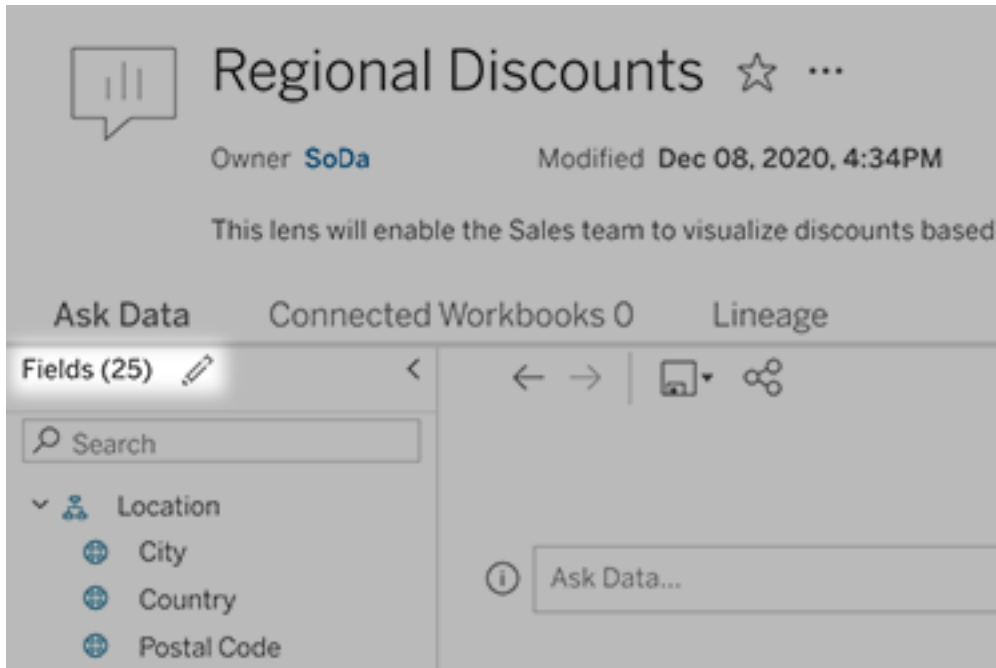 Regional Discounts
Owner SoDa Modified Dec 08, 2020, 4:34PM
This lens will enable the Sales team to visualize discounts based
Ask Data Connected Workbooks 0 Lineage
Fields (25)
Search
Location
City
Ask Data...
Country
Postal Code